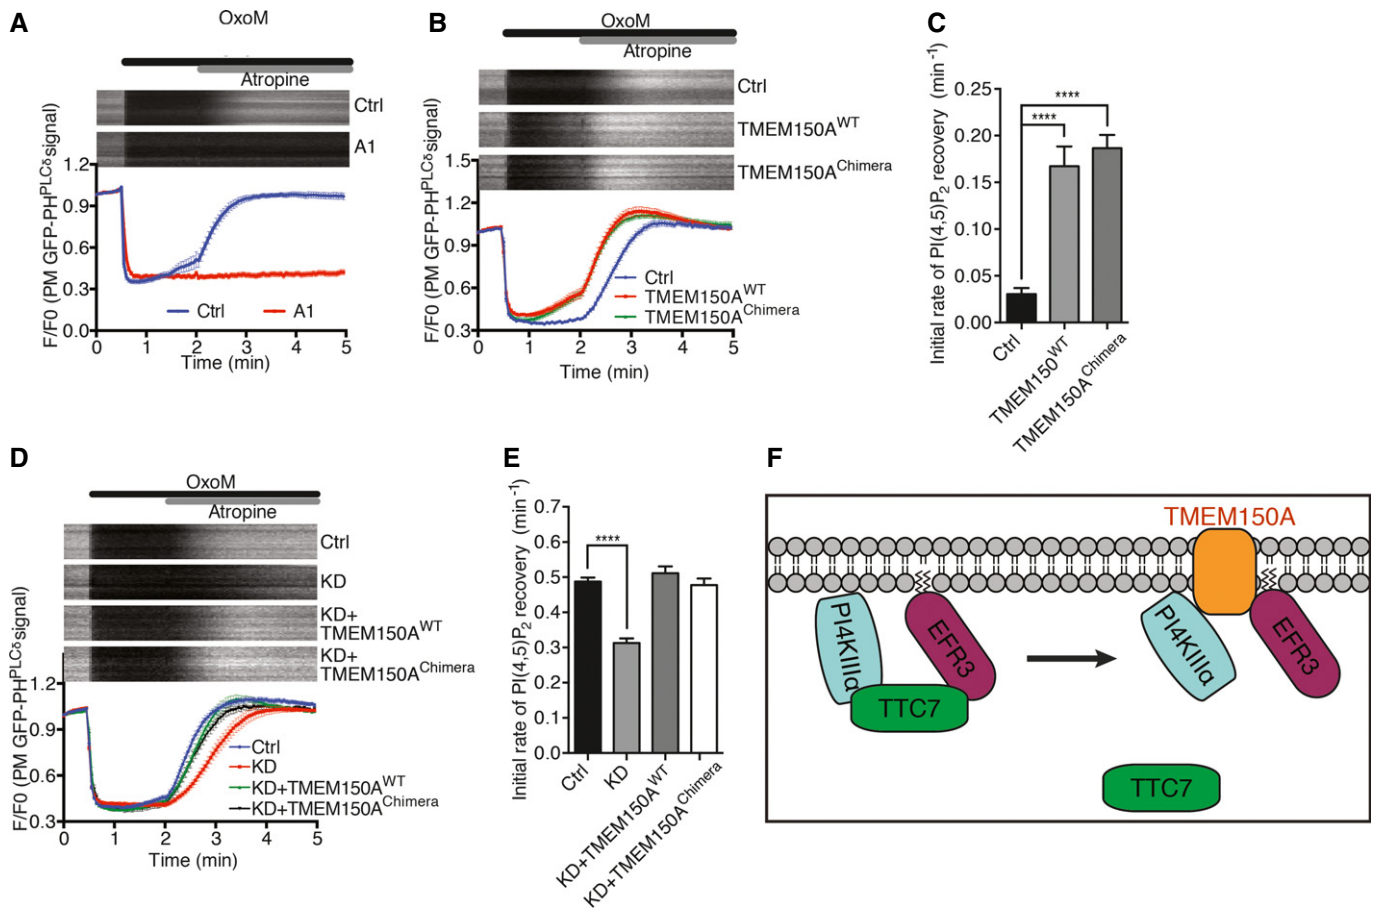 A
OxoM
Atropine
Ctrl
A1
F/F0 (PM GFP-PH^PLCδ signal)
1.2
0.9
0.6
0.3
0.0
Ctrl
A1
0 1 2 3 4 5
Time (min)
B
OxoM
Atropine
Ctrl
TMEM150A^WT
TMEM150A^Chimera
F/F0 (PM GFP-PH^PLCδ signal)
1.5
1.2
0.9
0.6
0.3
Ctrl
TMEM150A^WT
TMEM150A^Chimera
0 1 2 3 4 5
Time (min)
C
Initial rate of PI(4,5)P₂ recovery (min⁻¹)
0.25
0.20
0.15
0.10
0.05
0.00
****
****
Ctrl
TMEM150^WT
TMEM150A^Chimera
D
OxoM
Atropine
Ctrl
KD
KD+
TMEM150A^WT
KD+
TMEM150A^Chimera
F/F0 (PM GFP-PH^PLCδ signal)
1.2
0.9
0.6
0.3
Ctrl
KD
KD+TMEM150A^WT
KD+TMEM150A^Chimera
0 1 2 3 4 5
Time (min)
E
Initial rate of PI(4,5)P₂ recovery (min⁻¹)
0.7
0.6
0.5
0.4
0.3
0.2
0.1
0.0
****
Ctrl
KD
KD+TMEM150A^WT
KD+TMEM150A^Chimera
F
TMEM150A
PI4KIIIα
EFR3
TTC7
PI4KIIIα
EFR3
TTC7